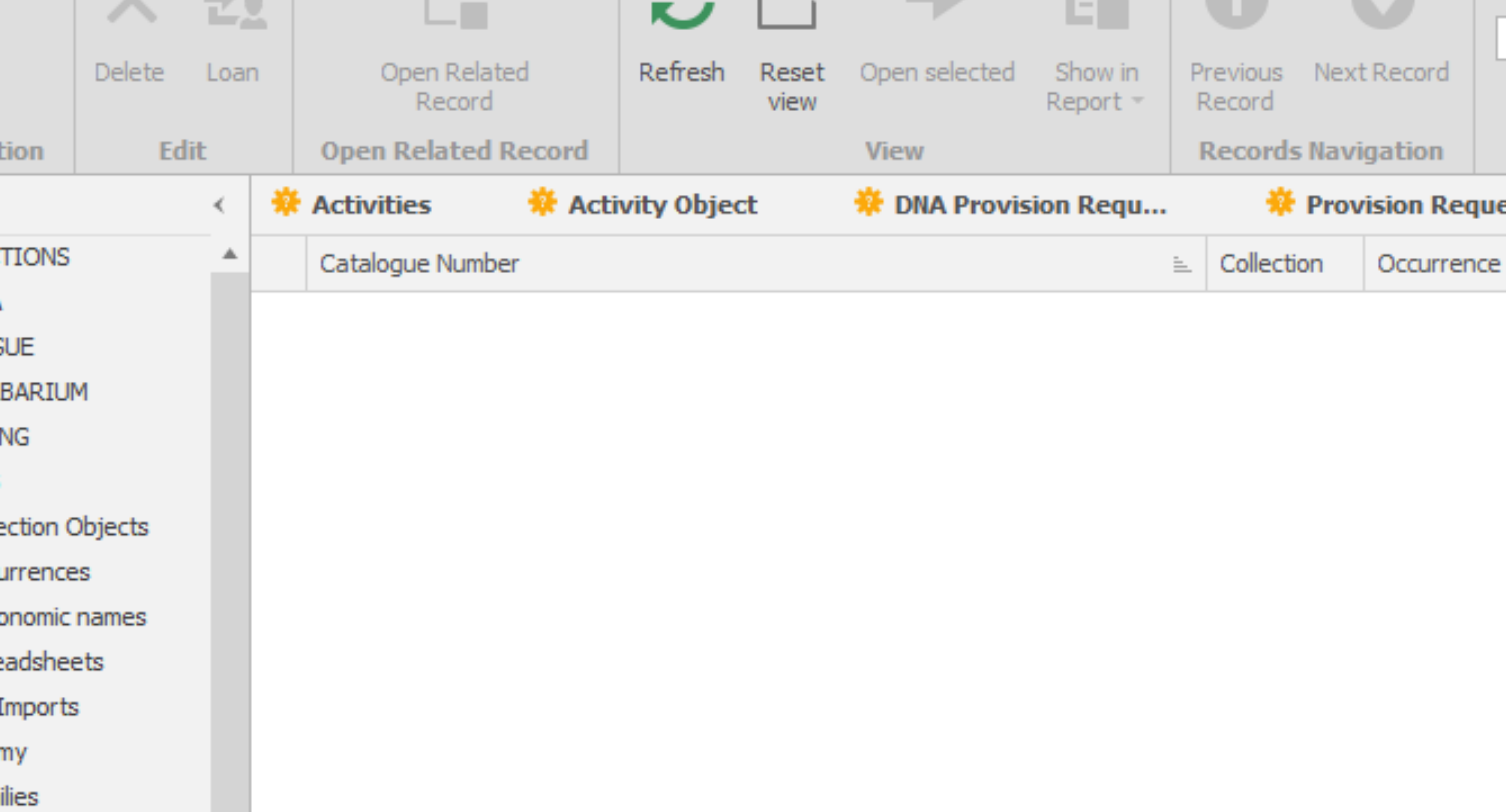 Delete Loan Open Related Record Refresh Reset view Open selected Show in Report Previous Record Next Record
tion Edit Open Related Record View Records Navigation
Activities Activity Object DNA Provision Requ... Provision Reque
TIONS
Catalogue Number Collection Occurrence
GUE
BARIUM
NG
ection Objects
urrences
onomic names
eadsheets
Imports
my
ilies